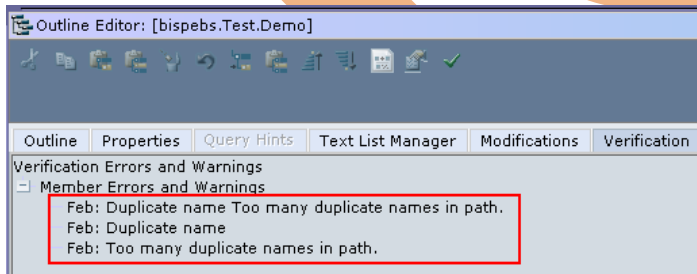 Outline Editor: [bispebs.Test.Demo]
Outline Properties Query Hints Text List Manager Modifications Verification
Verification Errors and Warnings
Member Errors and Warnings
Feb: Duplicate name Too many duplicate names in path.
Feb: Duplicate name
Feb: Too many duplicate names in path.